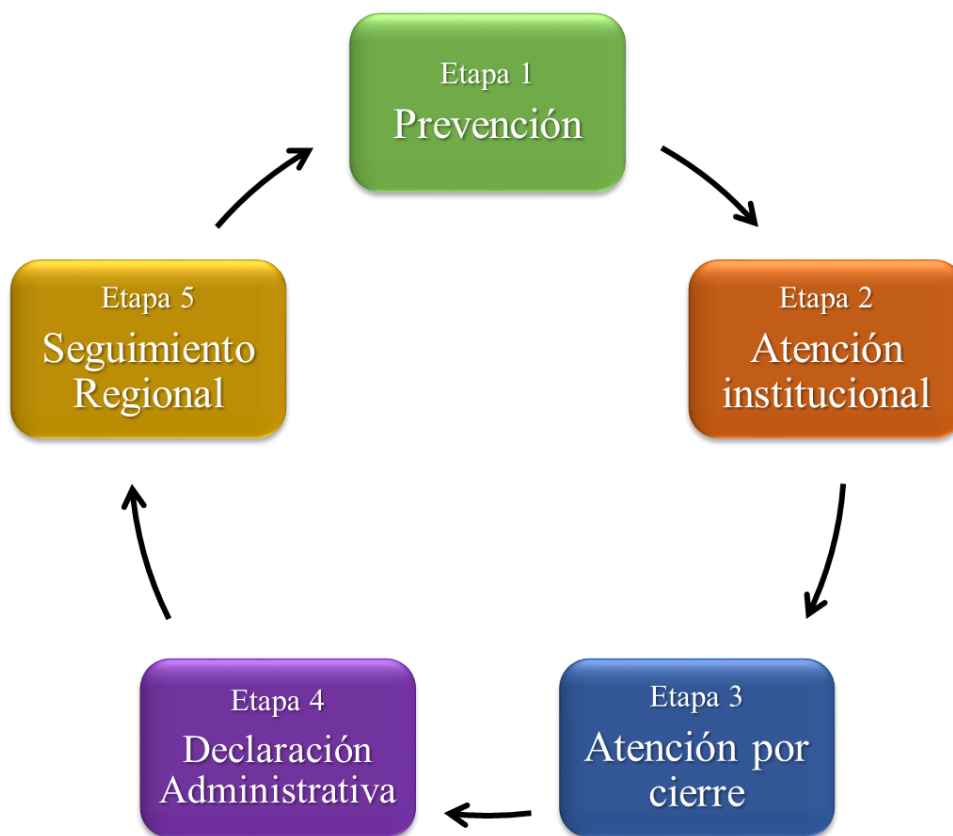 Etapa 1
Prevención
Etapa 2
Atención
institucional
Etapa 3
Atención por
cierre
Etapa 4
Declaración
Administrativa
Etapa 5
Seguimiento
Regional